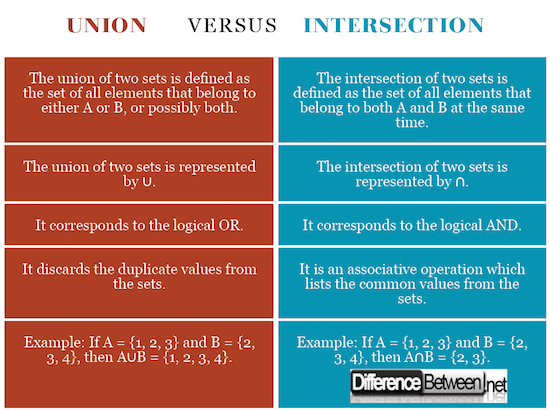 UNION VERSUS INTERSECTION
The union of two sets is defined as
the set of all elements that belong to
either A or B, or possibly both.
The intersection of two sets is
defined as the set of all elements that
belong to both A and B at the same
time.
The union of two sets is represented
by ∪.
The intersection of two sets is
represented by ∩.
It corresponds to the logical OR.
It corresponds to the logical AND.
It discards the duplicate values from
the sets.
It is an associative operation which
lists the common values from the
sets.
Example: If A = {1, 2, 3} and B = {2,
3, 4}, then A∪B = {1, 2, 3, 4}.
Example: If A = {1, 2, 3} and B = {2,
3, 4}, then A∩B = {2, 3}.
DifferenceBetween.net